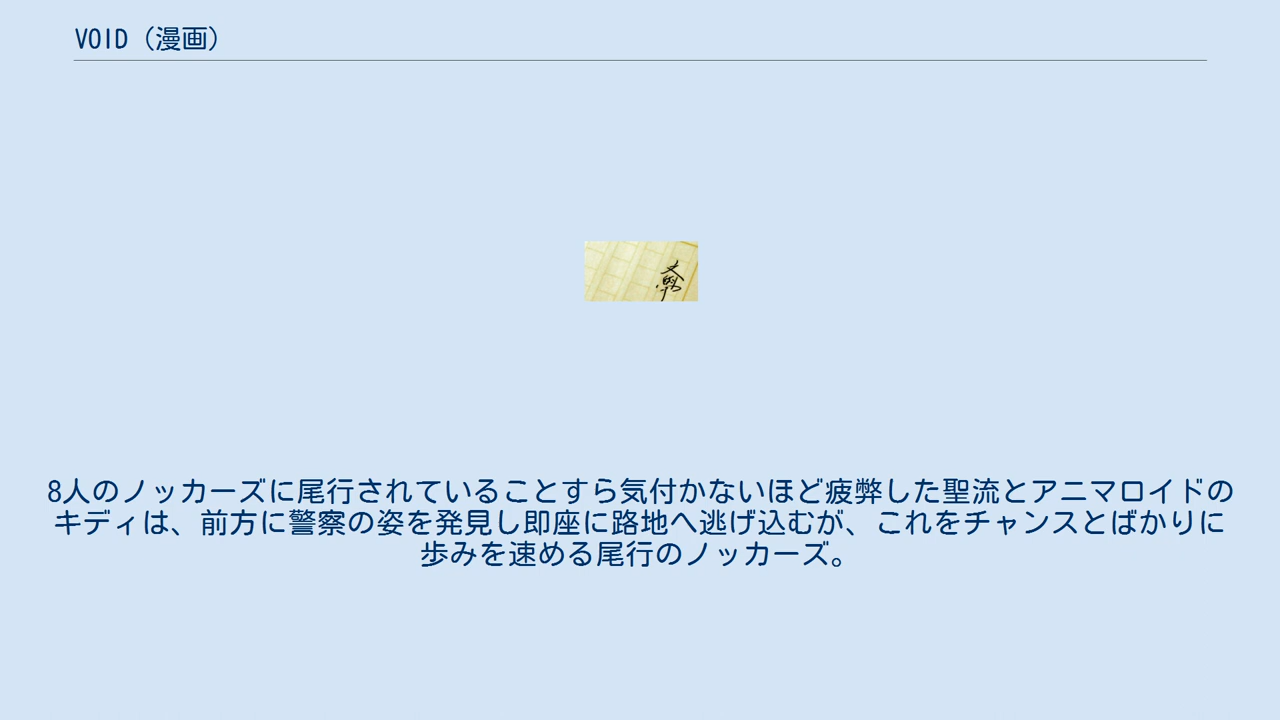 VOID（漫画）
8人のノッカーズに尾行されていることすら気付かないほど疲弊した聖流とアニマロイドの
キディは、前方に警察の姿を発見し即座に路地へ逃げ込むが、これをチャンスとばかりに
歩みを速める尾行のノッカーズ。